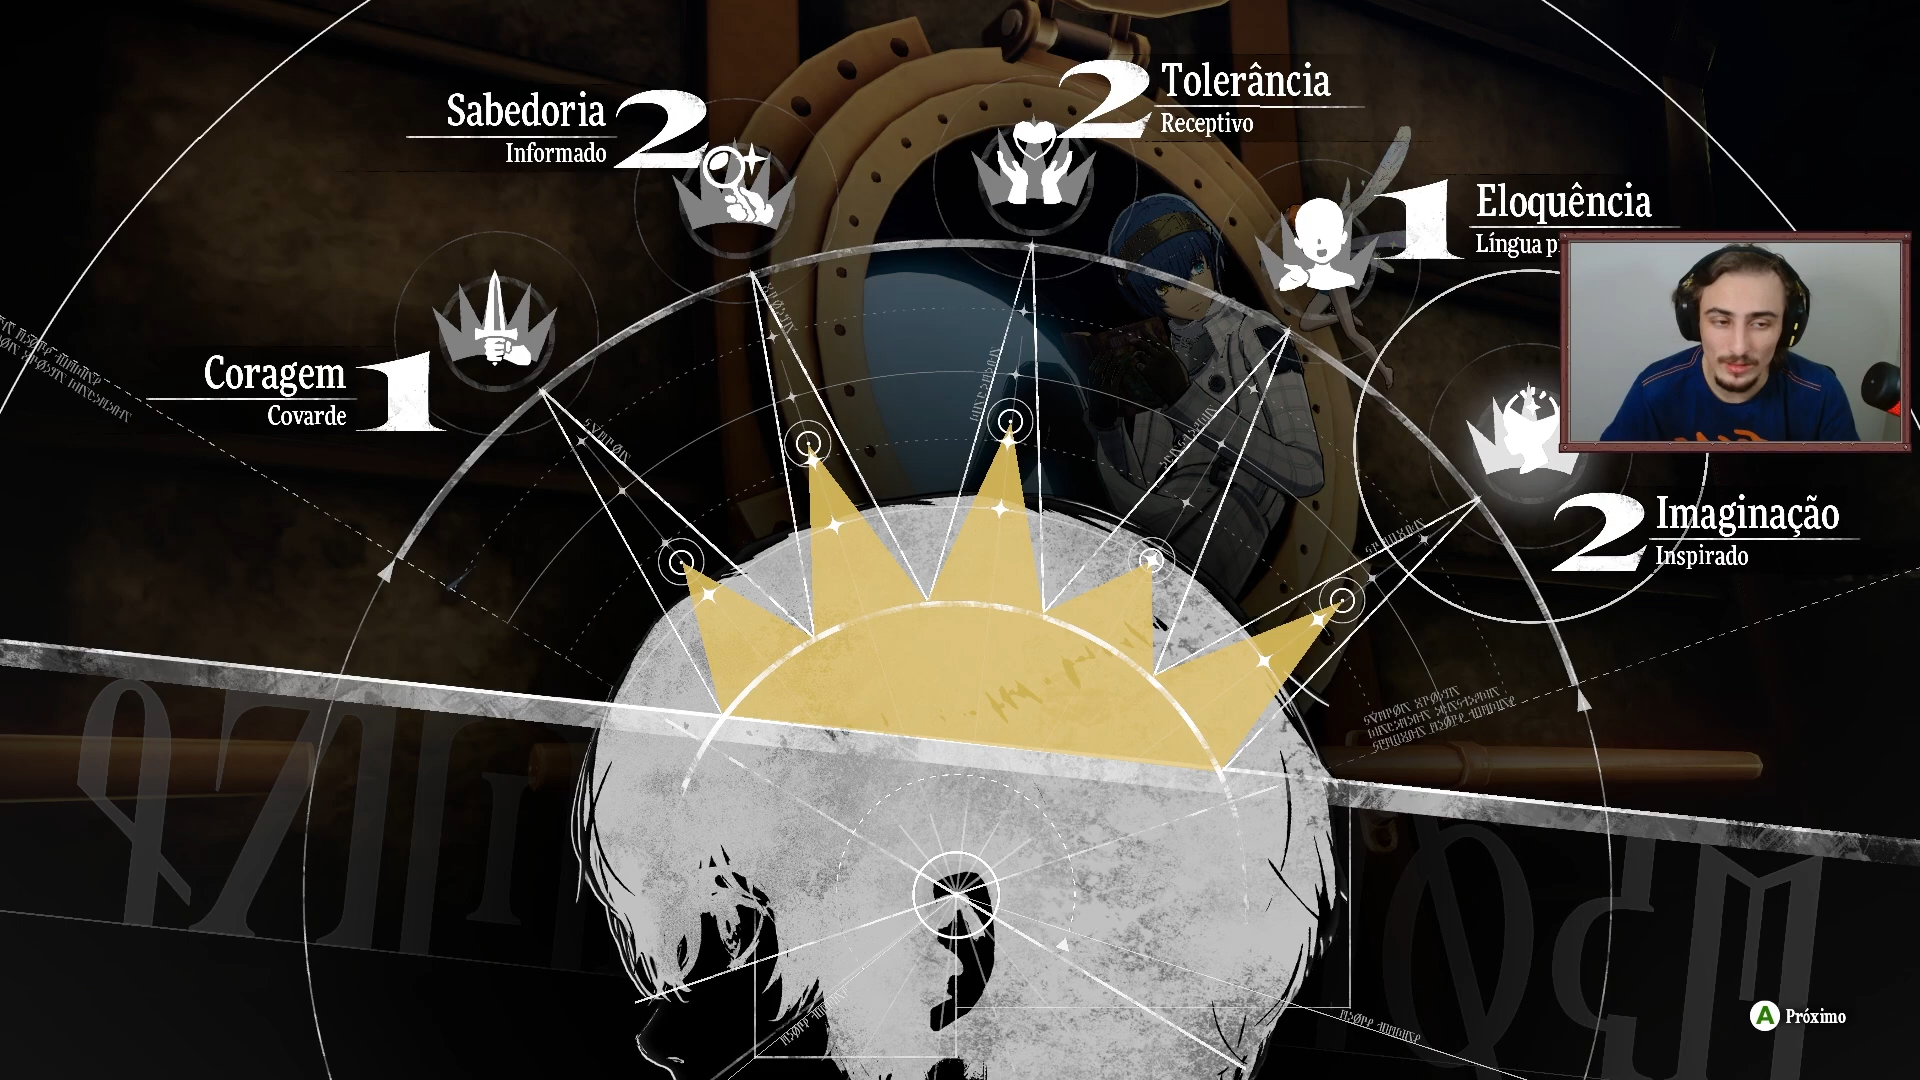 Sabedoria 2
Informado
2 Tolerância
Receptivo
1 Eloquência
Língua
Coragem 1
Covarde
2 Imaginação
Inspirado
A Próximo